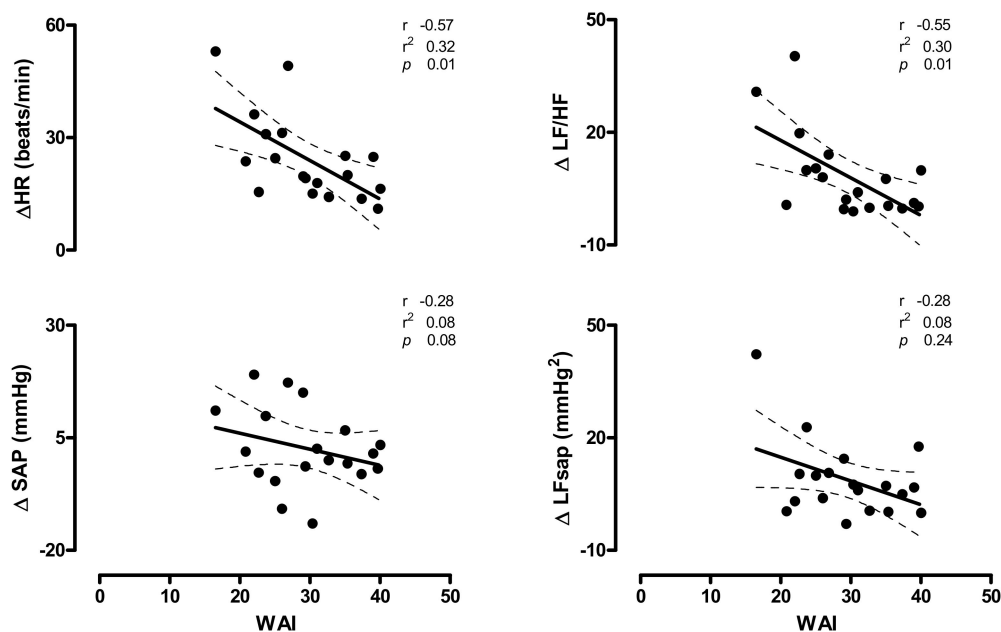 60
30
0
ΔHR (beats/min)
r -0.57
r² 0.32
p 0.01
50
20
-10
Δ LF/HF
r -0.55
r² 0.30
p 0.01
30
5
-20
Δ SAP (mmHg)
r -0.28
r² 0.08
p 0.08
0 10 20 30 40 50
WAI
50
20
-10
Δ LFsap (mmHg²)
r -0.28
r² 0.08
p 0.24
0 10 20 30 40 50
WAI